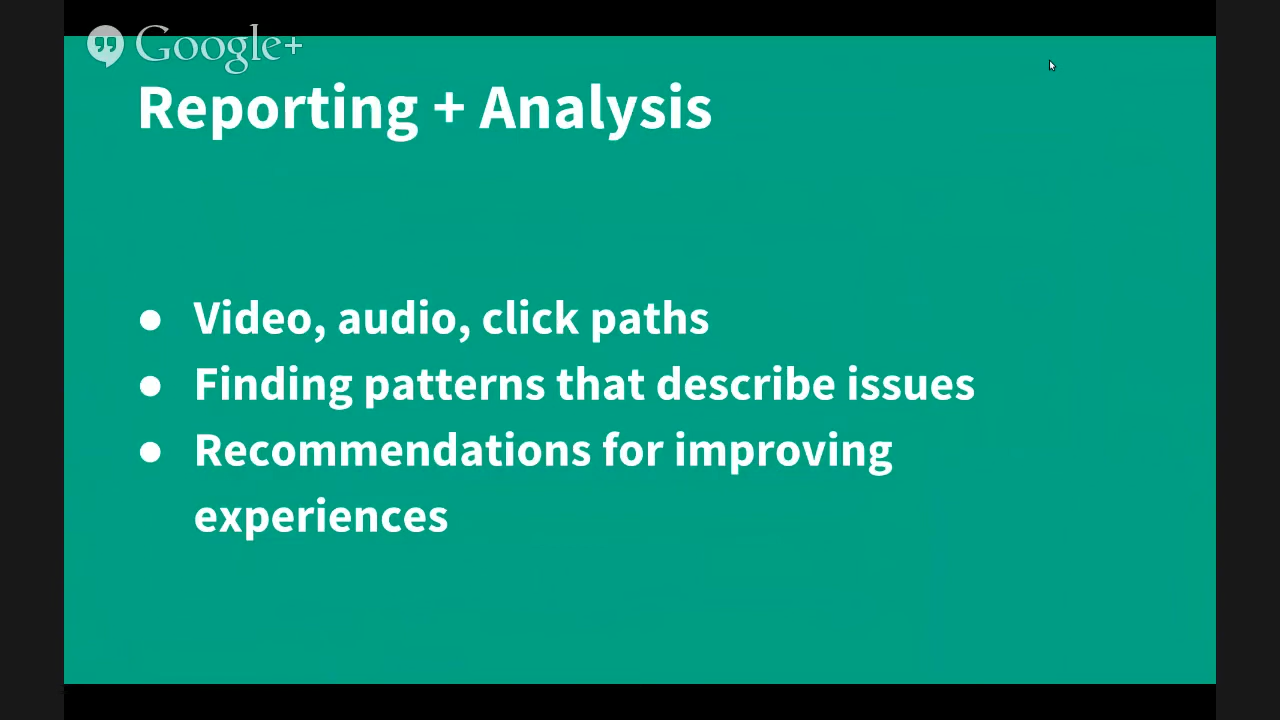 Google+
Reporting + Analysis
● Video, audio, click paths
● Finding patterns that describe issues
● Recommendations for improving
experiences